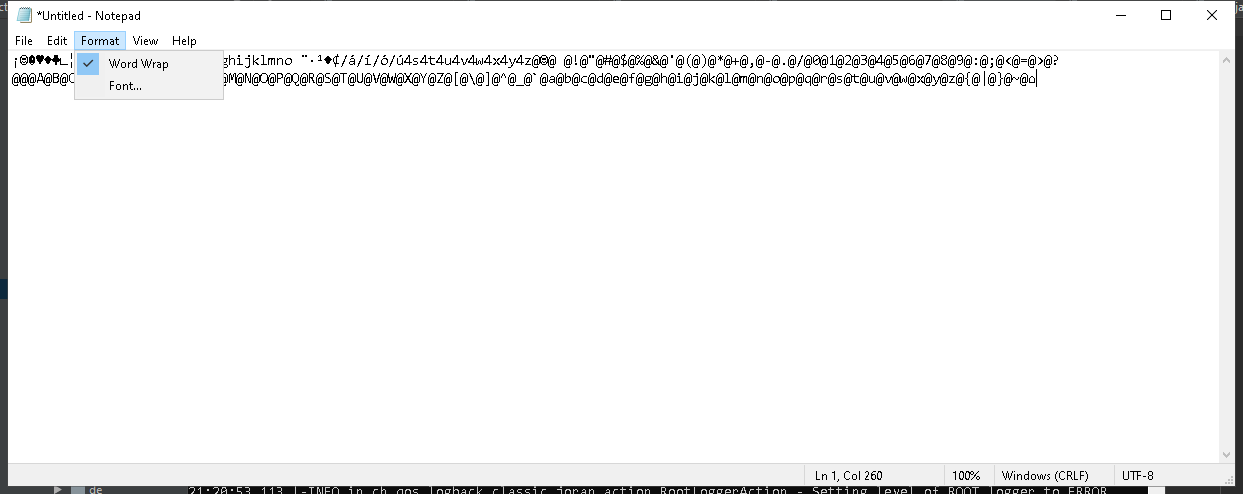 *Untitled - Notepad
File Edit Format View Help
ghijklmno ¨·¹♦₵/á/í/ó/ú4s4t4u4v4w4x4y4z@☺@ @!@"@#@$@%@&@'@(@)@*@+@,@-@.@/@0@1@2@3@4@5@6@7@8@9@:@;@<@=@>@?
Word Wrap
@@@A@B@ @M@N@O@P@Q@R@S@T@U@V@W@X@Y@Z@[@\@]@^@_@`@a@b@c@d@e@f@g@h@i@j@k@l@m@n@o@p@q@r@s@t@u@v@w@x@y@z@{@|@}@~@⌂
Font...
Ln 1, Col 260 100% Windows (CRLF) UTF-8
de 21:20:53,113 |-INFO in ch.qos.logback.classic.joran.action.RootLoggerAction - Setting level of ROOT logger to ERROR